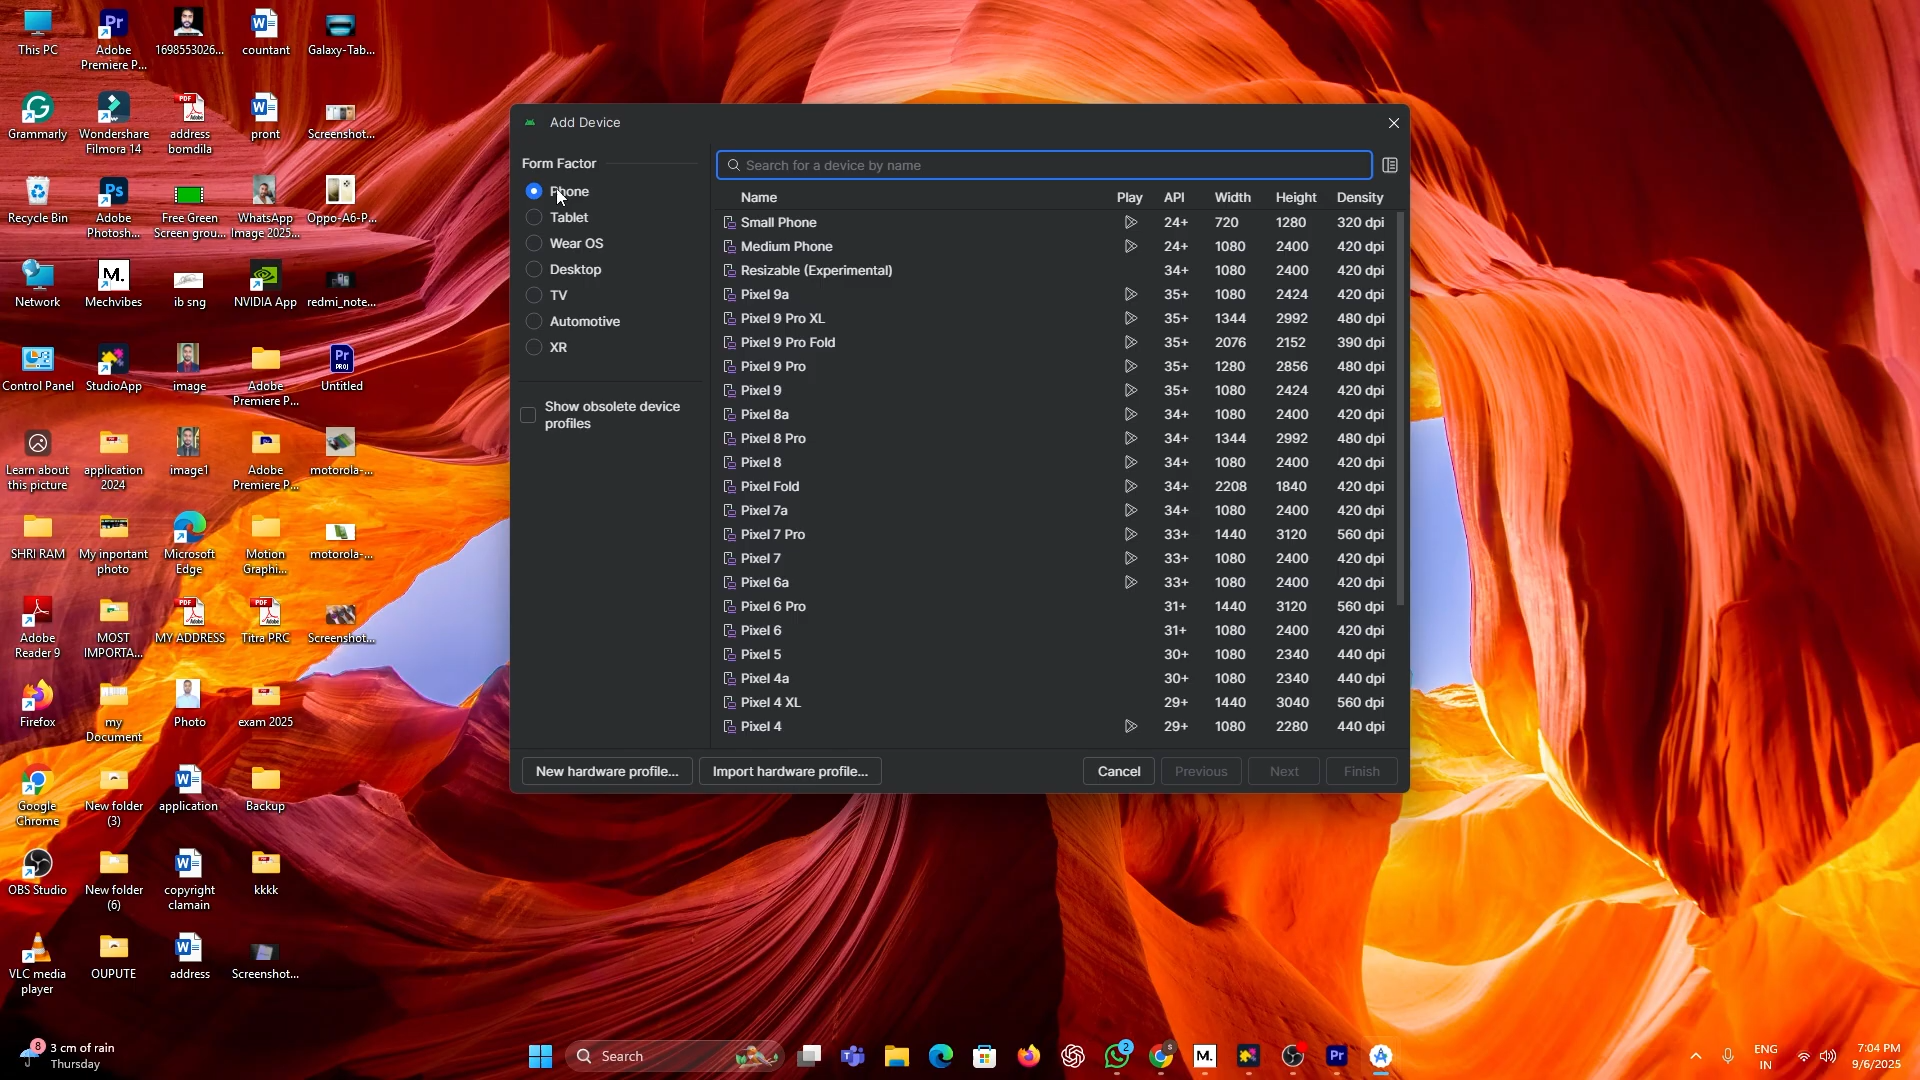 This PC
Adobe
Premiere P...
1698553026...
countant
Galaxy-Tab...
Grammarly
Wondershare
Filmora 14
address
bomdila
pront
Screenshot...
Recycle Bin
Adobe
Photosh...
Free Green
Screen grou...
WhatsApp
Image 2025...
Oppo-A6-P...
Network
M.
Mechvibes
ib sng
NVIDIA App
redmi_note...
Control Panel
StudioApp
image
Adobe
Premiere P...
Untitled
Learn about
this picture
application
2024
image1
Adobe
Premiere P...
motorola-...
SHRI RAM
My inportant
photo
Microsoft
Edge
Motion
Graphi...
motorola-...
Adobe
Reader 9
MOST
IMPORTA...
MY ADDRESS
Titra PRC
Screenshot...
Firefox
my
Document
Photo
exam 2025
Google
Chrome
New folder
(3)
application
Backup
OBS Studio
New folder
(6)
copyright
clamain
kkkk
VLC media
player
OUPUTE
address
Screenshot...
Add Device
Form Factor
Phone
Tablet
Wear OS
Desktop
TV
Automotive
XR
Show obsolete device
profiles
Search for a device by name
Name Play API Width Height Density
Small Phone 24+ 720 1280 320 dpi
Medium Phone 24+ 1080 2400 420 dpi
Resizable (Experimental) 34+ 1080 2400 420 dpi
Pixel 9a 35+ 1080 2424 420 dpi
Pixel 9 Pro XL 35+ 1344 2992 480 dpi
Pixel 9 Pro Fold 35+ 2076 2152 390 dpi
Pixel 9 Pro 35+ 1280 2856 480 dpi
Pixel 9 35+ 1080 2424 420 dpi
Pixel 8a 34+ 1080 2400 420 dpi
Pixel 8 Pro 34+ 1344 2992 480 dpi
Pixel 8 34+ 1080 2400 420 dpi
Pixel Fold 34+ 2208 1840 420 dpi
Pixel 7a 34+ 1080 2400 420 dpi
Pixel 7 Pro 33+ 1440 3120 560 dpi
Pixel 7 33+ 1080 2400 420 dpi
Pixel 6a 33+ 1080 2400 420 dpi
Pixel 6 Pro 31+ 1440 3120 560 dpi
Pixel 6 31+ 1080 2400 420 dpi
Pixel 5 30+ 1080 2340 440 dpi
Pixel 4a 30+ 1080 2340 440 dpi
Pixel 4 XL 29+ 1440 3040 560 dpi
Pixel 4 29+ 1080 2280 440 dpi
New hardware profile... Import hardware profile... Cancel Previous Next Finish
8
3 cm of rain
Thursday
Search
2
S
M.
Pr
ENG
IN
7:04 PM
9/6/2025